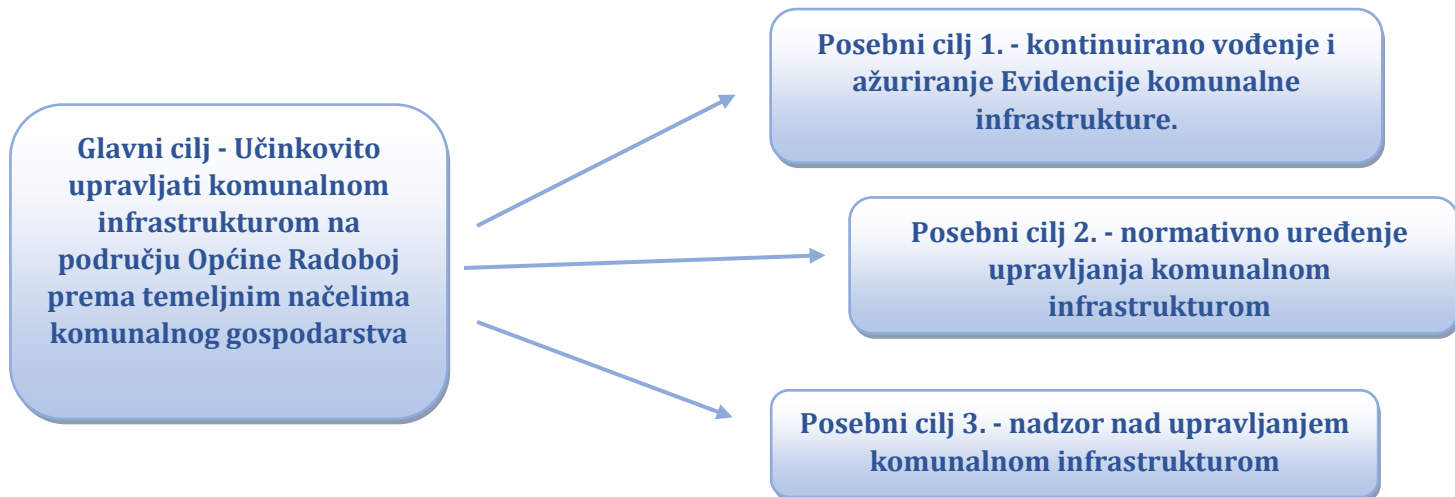 Glavni cilj - Učinkovito
upravljati komunalnom
infrastrukturom na
području Općine Radoboj
prema temeljnim načelima
komunalnog gospodarstva
Posebni cilj 1. - kontinuirano vođenje i
ažuriranje Evidencije komunalne
infrastrukture.
Posebni cilj 2. - normativno uređenje
upravljanja komunalnom
infrastrukturom
Posebni cilj 3. - nadzor nad upravljanjem
komunalnom infrastrukturom